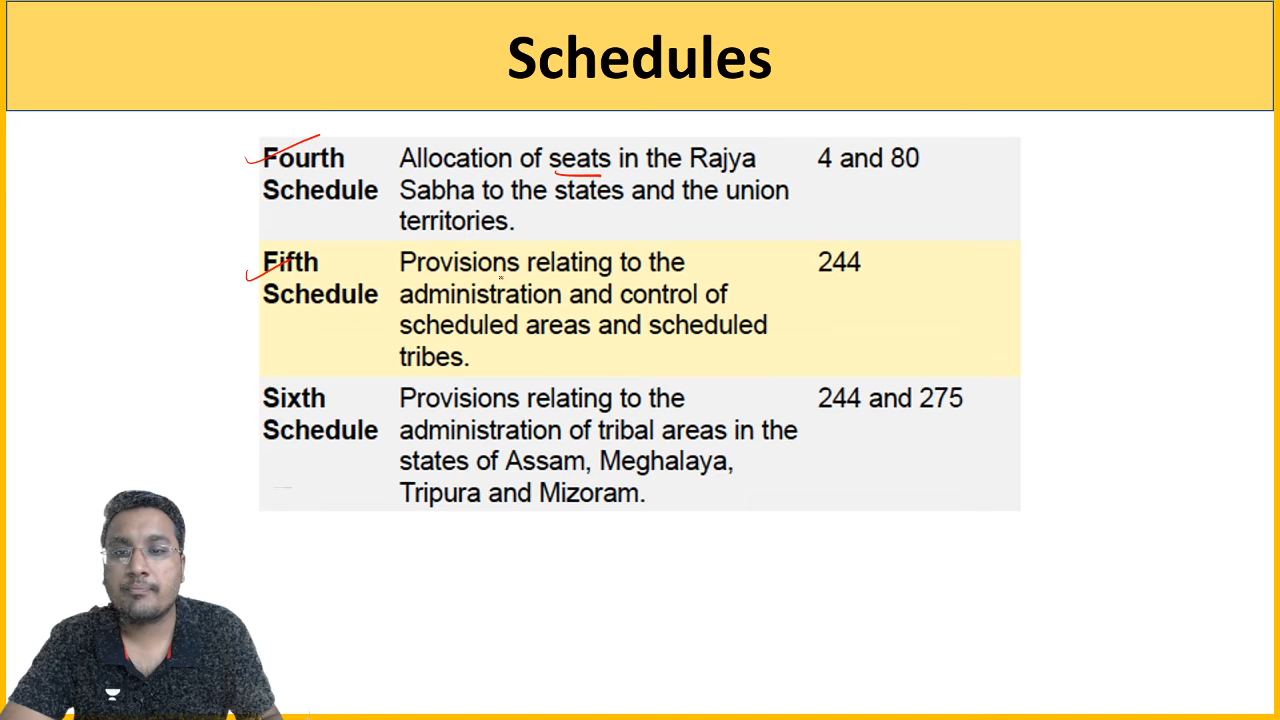 Schedules
Fourth Schedule
Allocation of seats in the Rajya
Sabha to the states and the union
territories.
4 and 80
Fifth Schedule
Provisions relating to the
administration and control of
scheduled areas and scheduled
tribes.
244
Sixth Schedule
Provisions relating to the
administration of tribal areas in the
states of Assam, Meghalaya,
Tripura and Mizoram.
244 and 275